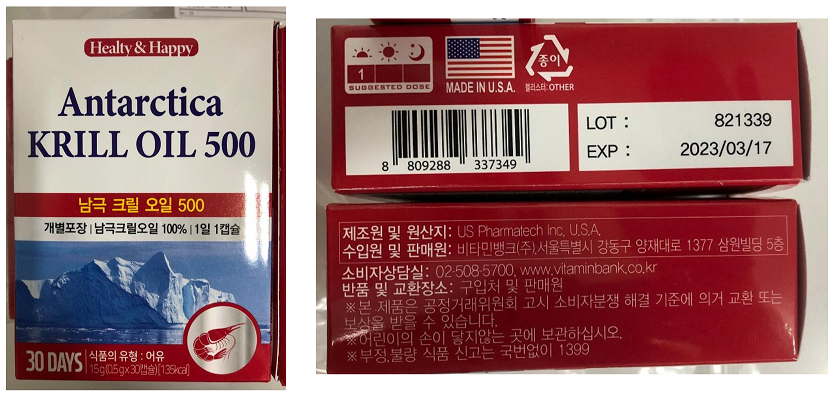 Healty & Happy
Antarctica
KRILL OIL 500
남극 크릴 오일 500
개별포장 | 남극크릴오일 100% | 1일 1캡슐
30 DAYS
식품의 유형 : 어유
15g (0.5g x 30캡슐) [135kcal]
1
SUGGESTED DOSE
MADE IN U.S.A.
종이
블리스터: OTHER
8 809288 337349
LOT : 821339
EXP : 2023/03/17
제조원 및 원산지: US Pharmatech Inc, U.S.A.
수입원 및 판매원: 비타민뱅크(주),서울특별시 강동구 양재대로 1377 삼원빌딩 5층
소비자상담실: 02-508-5700, www.vitaminbank.co.kr
반품 및 교환장소: 구입처 및 판매원
※본 제품은 공정거래위원회 고시 소비자분쟁 해결 기준에 의거 교환 또는
보상을 받을 수 있습니다.
※어린이의 손이 닿지않는 곳에 보관하십시오.
※부정,불량 식품 신고는 국번없이 1399